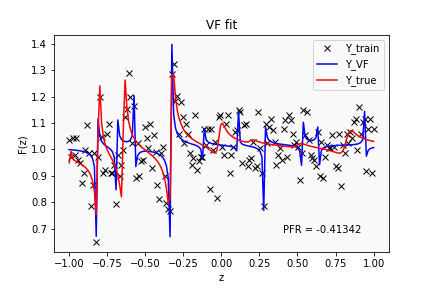 VF fit
Y_train
Y_VF
Y_true
F(z)
1.4
1.3
1.2
1.1
1.0
0.9
0.8
0.7
PFR = -0.41342
−1.00 −0.75 −0.50 −0.25 0.00 0.25 0.50 0.75 1.00
z